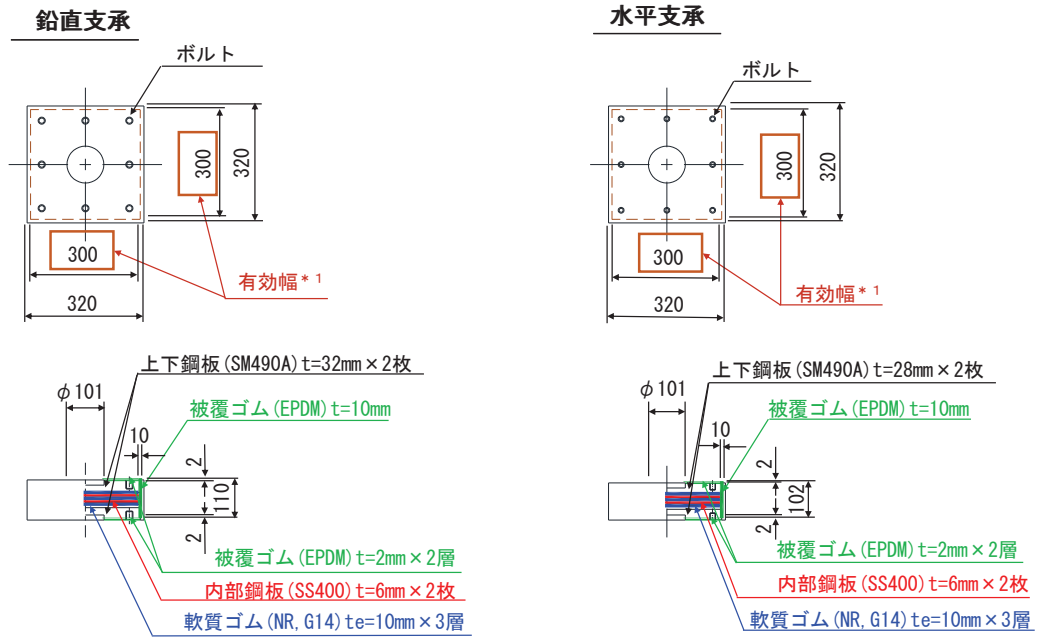 鉛直支承
ボルト
300
320
300
320
有効幅*1
上下鋼板(SM490A)t=32mm×2枚
φ101
被覆ゴム(EPDM)t=10mm
10
2
110
2
被覆ゴム(EPDM)t=2mm×2層
内部鋼板(SS400)t=6mm×2枚
軟質ゴム(NR,G14)te=10mm×3層
水平支承
ボルト
300
320
300
320
有効幅*1
上下鋼板(SM490A)t=28mm×2枚
φ101
被覆ゴム(EPDM)t=10mm
10
2
102
2
被覆ゴム(EPDM)t=2mm×2層
内部鋼板(SS400)t=6mm×2枚
軟質ゴム(NR,G14)te=10mm×3層